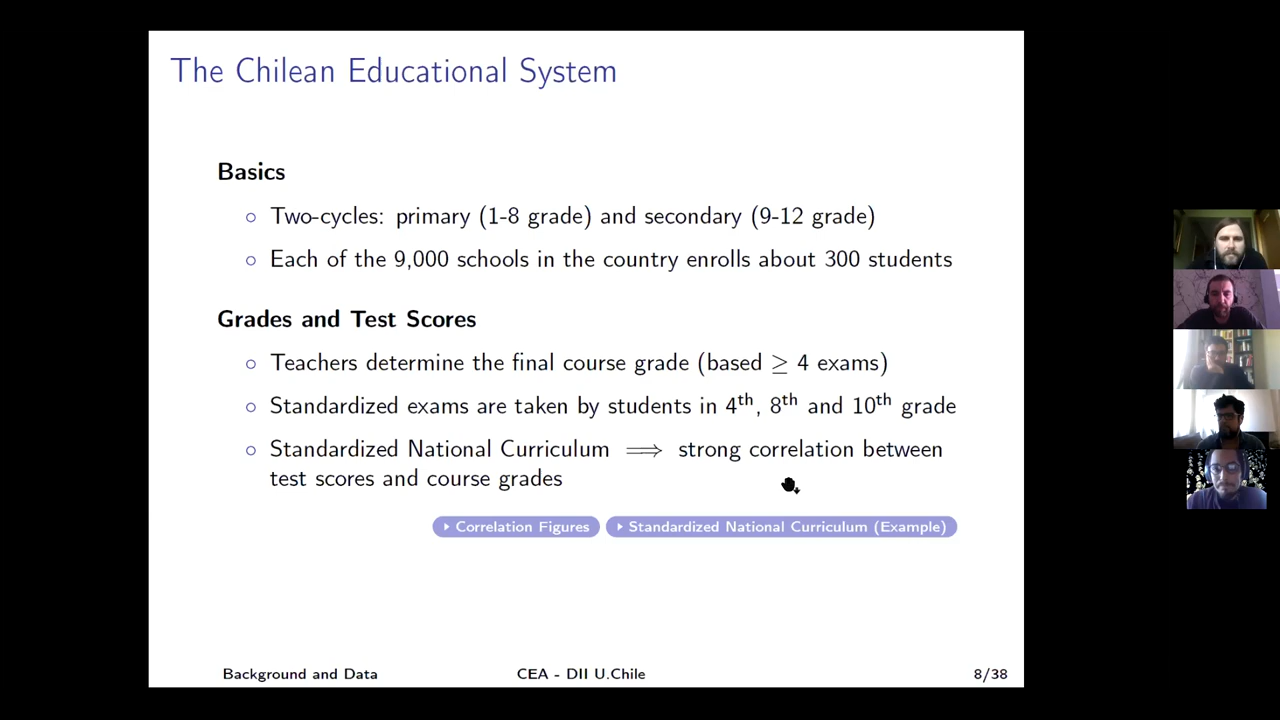 The Chilean Educational System
Basics
○ Two-cycles: primary (1-8 grade) and secondary (9-12 grade)
○ Each of the 9,000 schools in the country enrolls about 300 students
Grades and Test Scores
○ Teachers determine the final course grade (based ≥ 4 exams)
○ Standardized exams are taken by students in 4th, 8th and 10th grade
○ Standardized National Curriculum ⟹ strong correlation between
test scores and course grades
Correlation Figures Standardized National Curriculum (Example)
Background and Data CEA - DII U.Chile 8/38